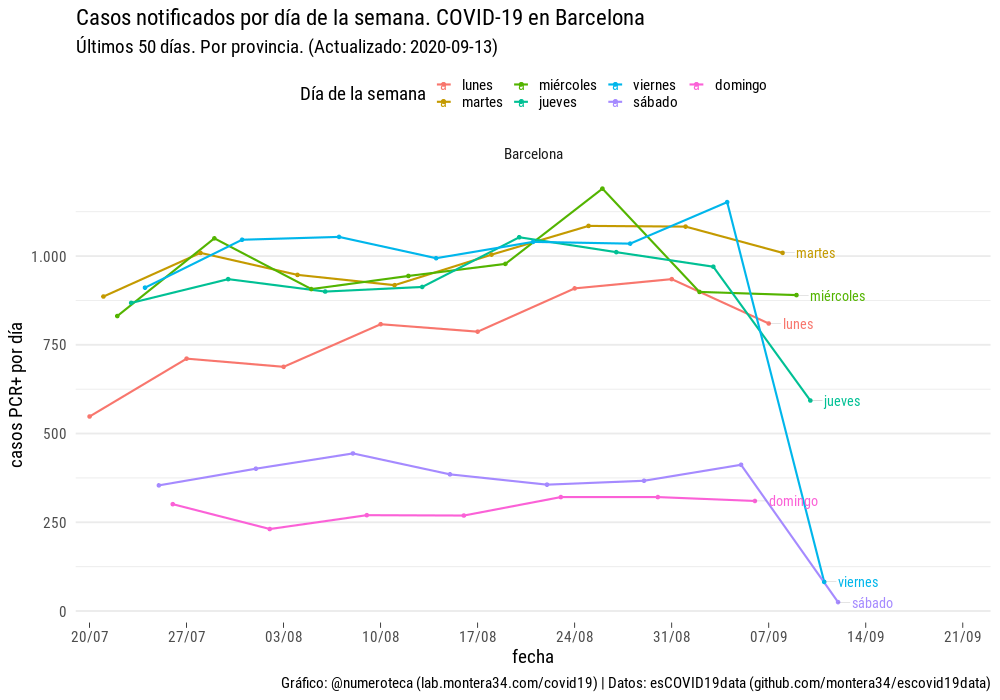 Casos notificados por día de la semana. COVID-19 en Barcelona
Últimos 50 días. Por provincia. (Actualizado: 2020-09-13)
Día de la semana
lunes miércoles viernes domingo
martes jueves sábado
Barcelona
casos PCR+ por día
1.000
750
500
250
0
martes
miércoles
lunes
jueves
domingo
viernes
sábado
20/07 27/07 03/08 10/08 17/08 24/08 31/08 07/09 14/09 21/09
fecha
Gráfico: @numeroteca (lab.montera34.com/covid19) | Datos: esCOVID19data (github.com/montera34/escovid19data)